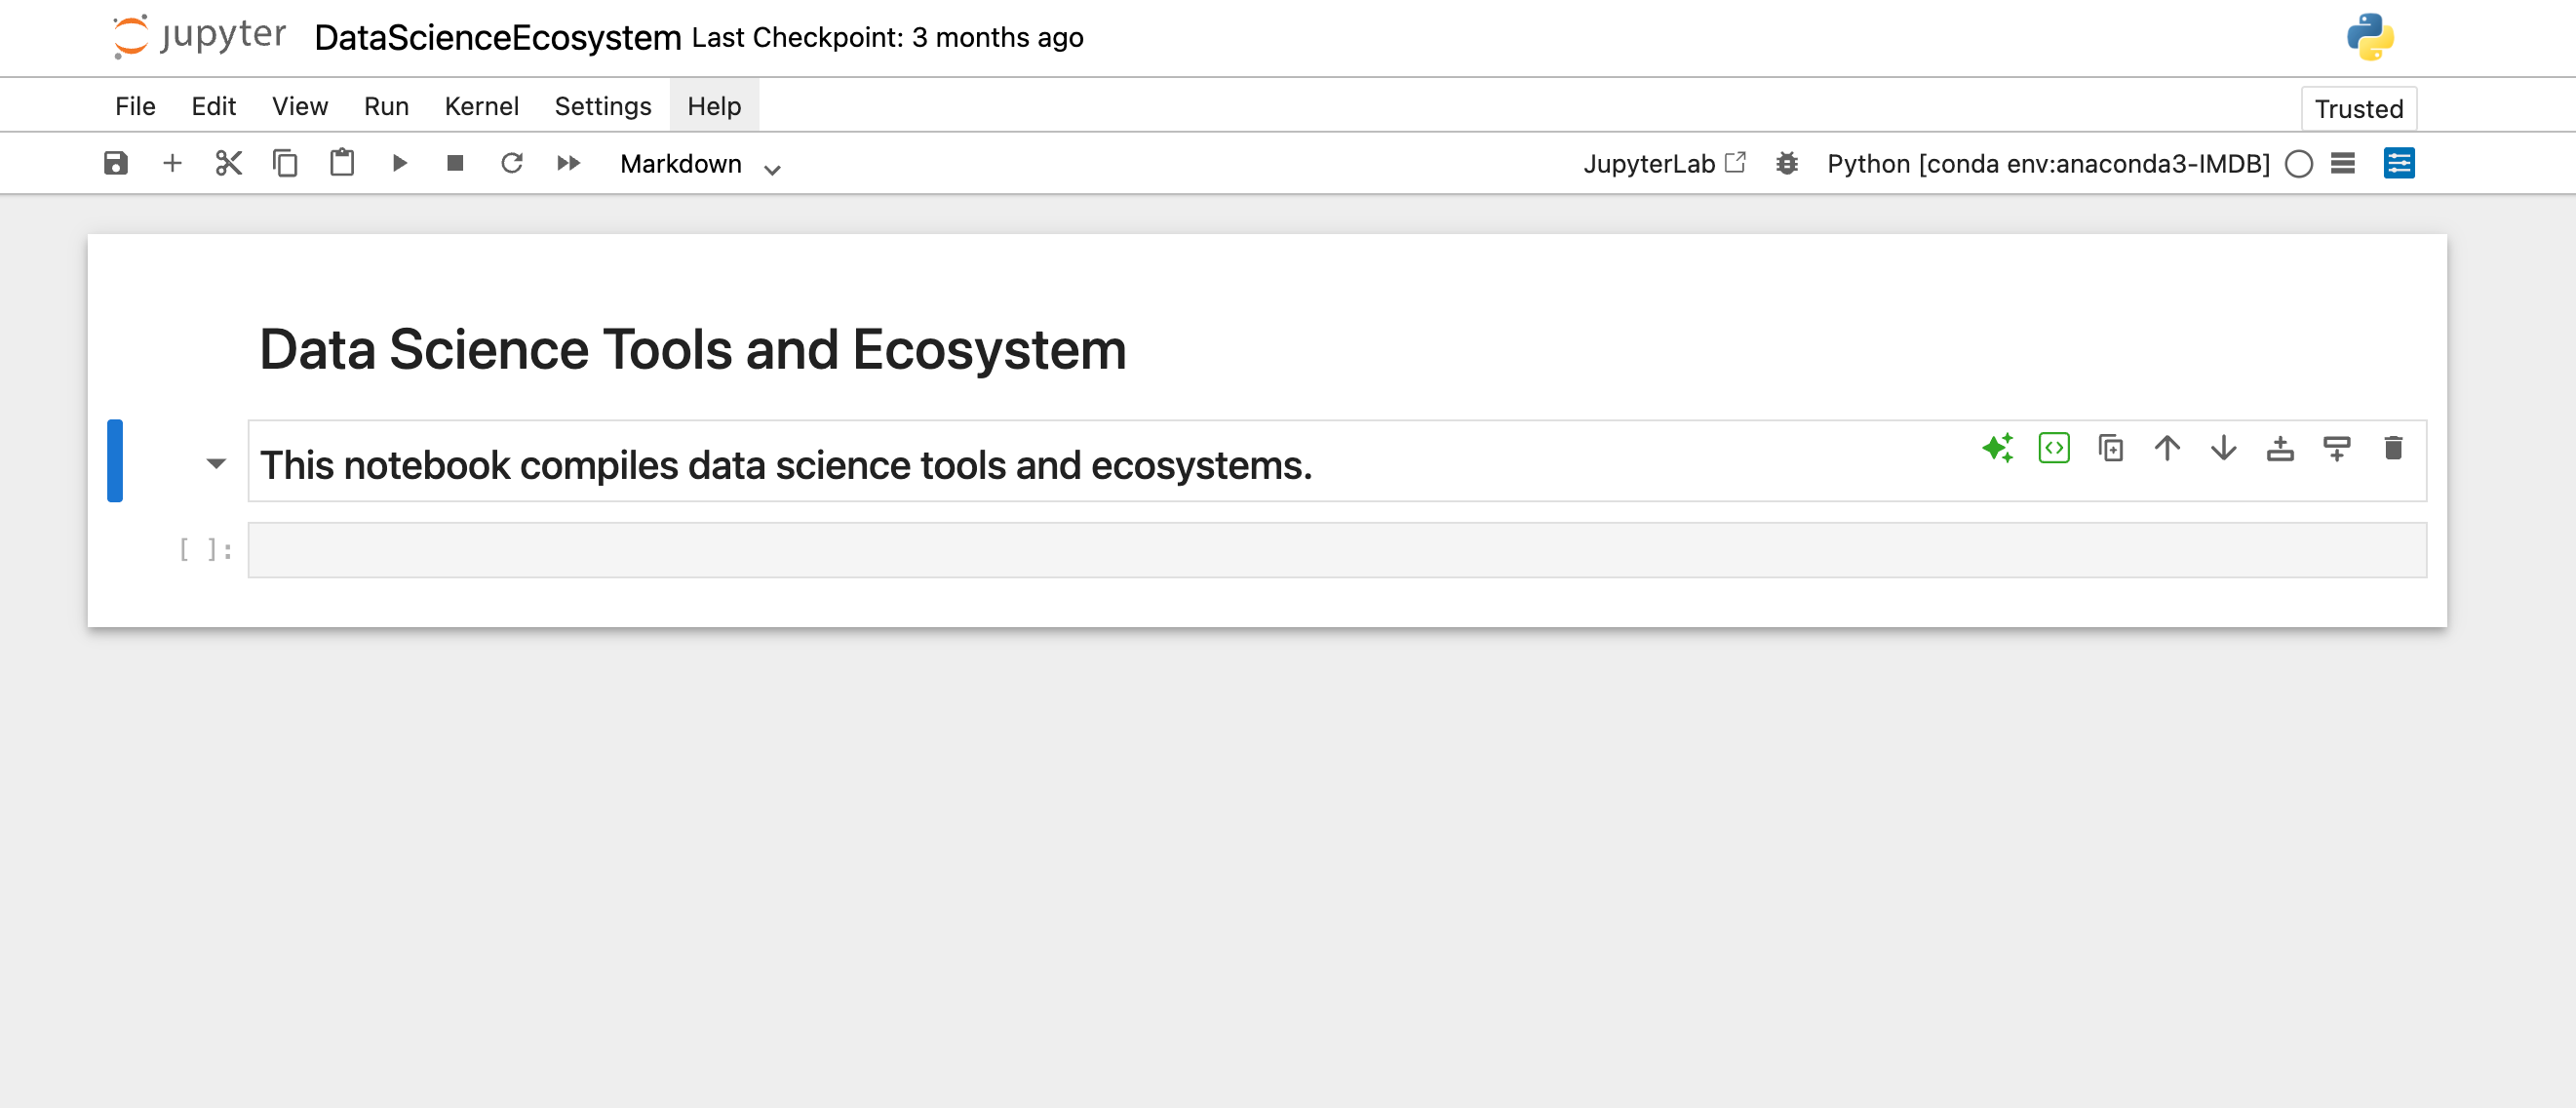 jupyter DataScienceEcosystem Last Checkpoint: 3 months ago
File Edit View Run Kernel Settings Help Trusted
Markdown JupyterLab Python [conda env:anaconda3-IMDB]
Data Science Tools and Ecosystem
This notebook compiles data science tools and ecosystems.
[ ]: